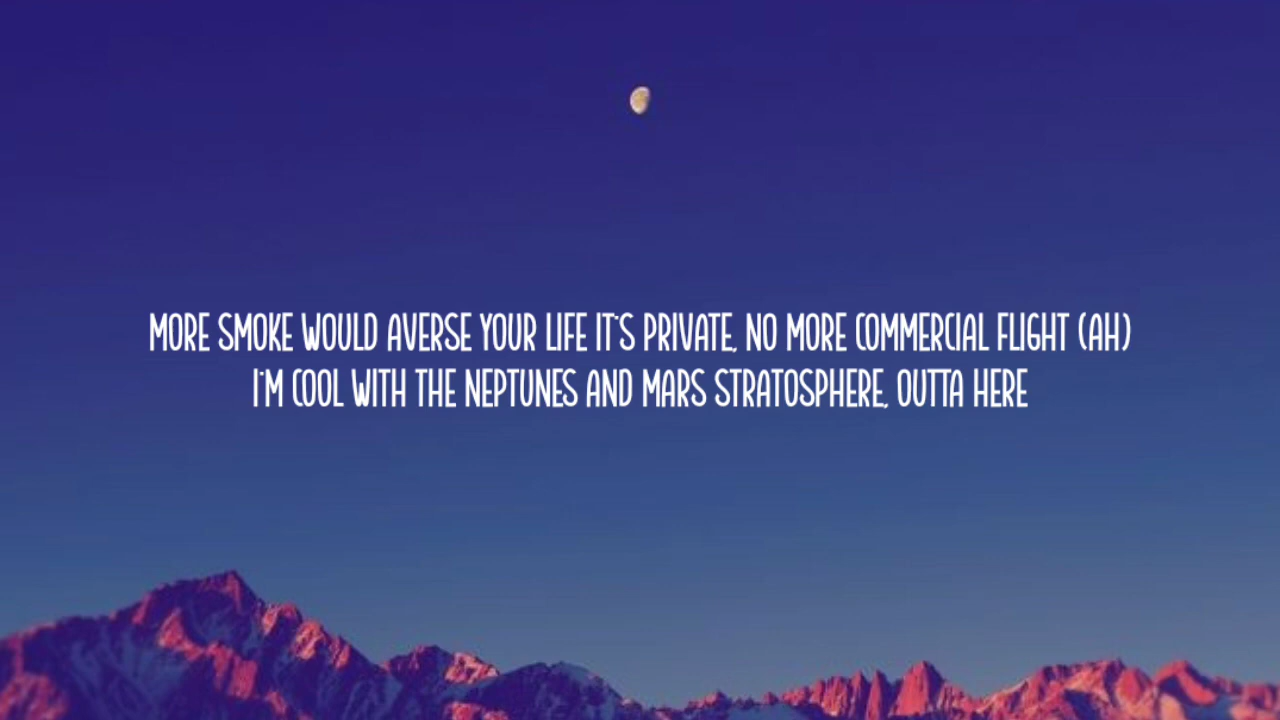 MORE SMOKE WOULD AVERSE YOUR LIFE IT'S PRIVATE, NO MORE COMMERCIAL FLIGHT (AH)
I'M COOL WITH THE NEPTUNES AND MARS STRATOSPHERE, OUTTA HERE